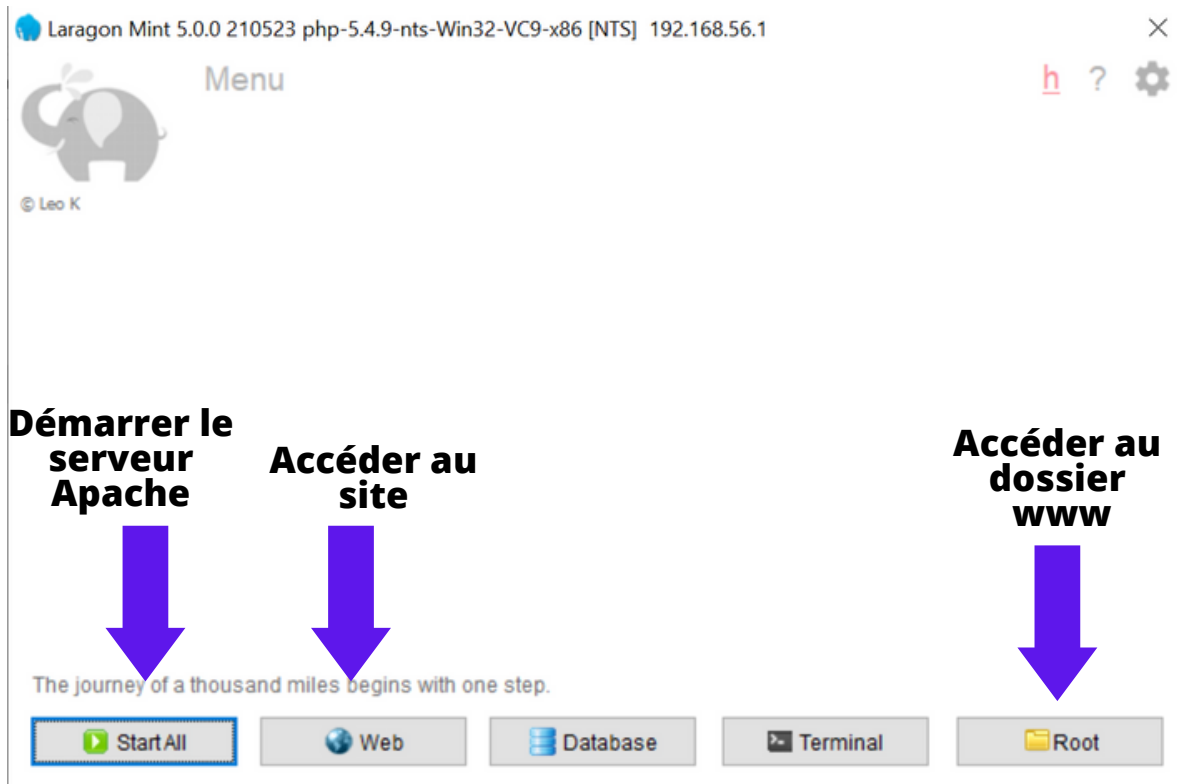 Laragon Mint 5.0.0 210523 php-5.4.9-nts-Win32-VC9-x86 [NTS] 192.168.56.1
Menu
h ?
© Leo K
Démarrer le
serveur
Apache
Accéder au
site
Accéder au
dossier
www
The journey of a thousand miles begins with one step.
Start All
Web
Database
Terminal
Root